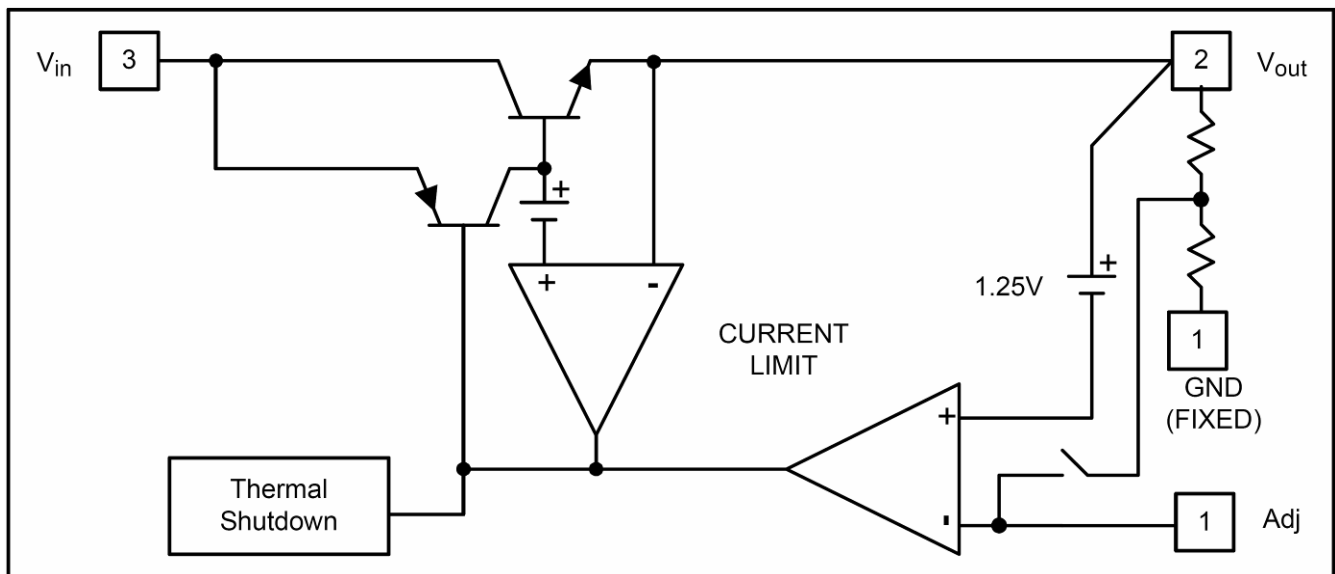 Vin 3
2 Vout
+
+ -
1.25V +
CURRENT
LIMIT
1
GND
(FIXED)
+
Thermal
Shutdown
- 1 Adj